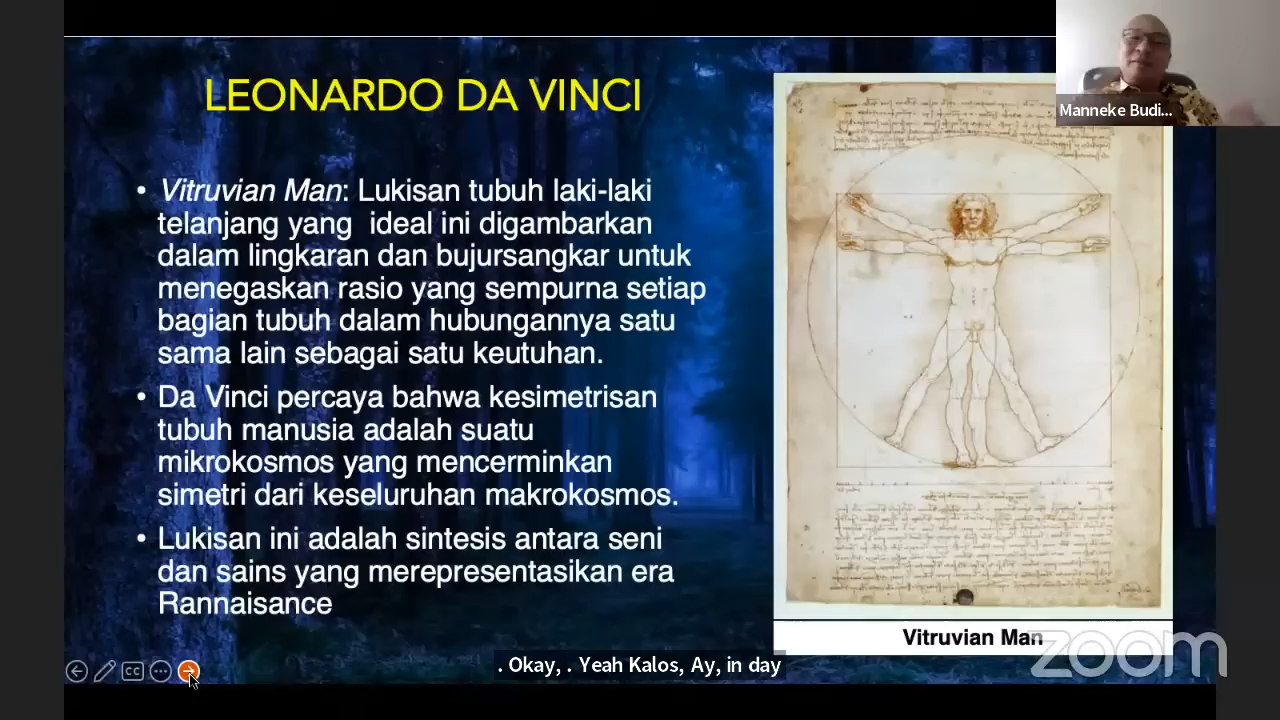 LEONARDO DA VINCI
Manneke Budi...
• Vitruvian Man: Lukisan tubuh laki-laki
telanjang yang ideal ini digambarkan
dalam lingkaran dan bujursangkar untuk
menegaskan rasio yang sempurna setiap
bagian tubuh dalam hubungannya satu
sama lain sebagai satu keutuhan.
• Da Vinci percaya bahwa kesimetrisan
tubuh manusia adalah suatu
mikrokosmos yang mencerminkan
simetri dari keseluruhan makrokosmos.
• Lukisan ini adalah sintesis antara seni
dan sains yang merepresentasikan era
Rannaisance
Vitruvian Man
zoom
CC
. Okay, . Yeah Kalos, Ay, in day